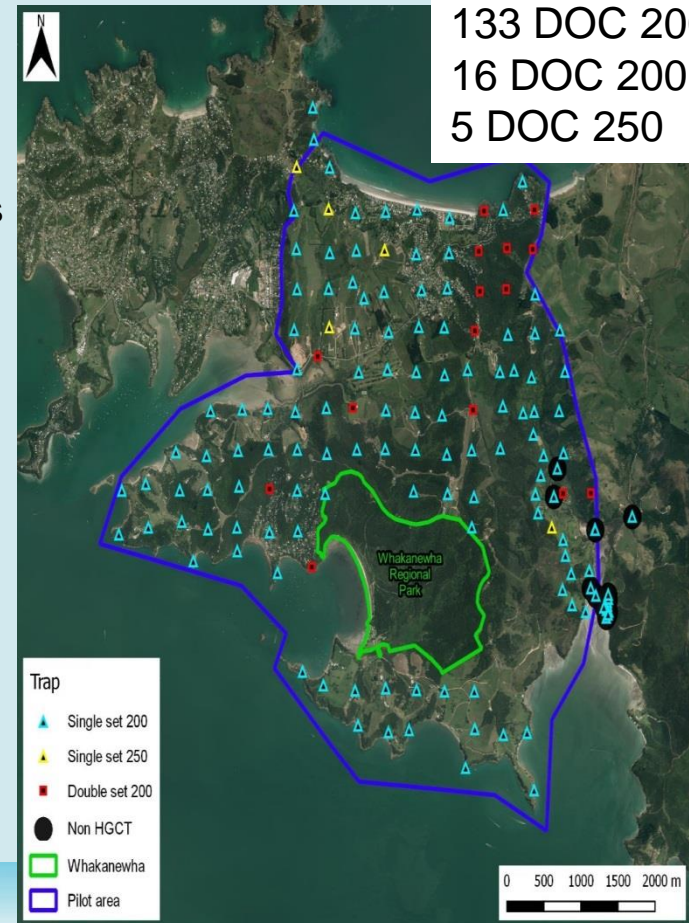 133 DOC 20
16 DOC 200
5 DOC 250
N
s
Whakanewha
Regional
Park
Trap
Single set 200
Single set 250
Double set 200
Non HGCT
Whakanewha
Pilot area
0 500 1000 1500 2000 m